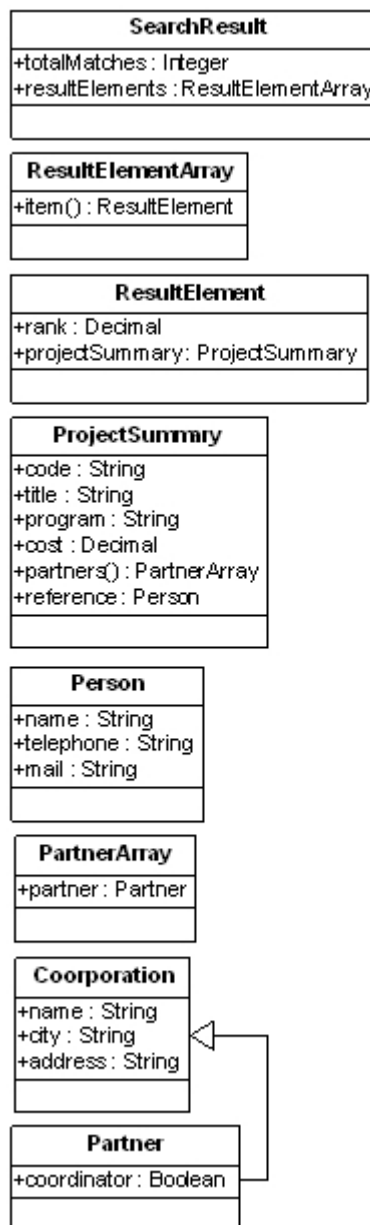 SearchResult
+totalMatches : Integer
+resultElements : ResultElementArray
ResultElementArray
+item() : ResultElement
ResultElement
+rank : Decimal
+projectSummary : ProjectSummary
ProjectSummary
+code : String
+title : String
+program : String
+cost : Decimal
+partners() : PartnerArray
+reference : Person
Person
+name : String
+telephone : String
+mail : String
PartnerArray
+partner : Partner
Coorporation
+name : String
+city : String
+address : String
Partner
+coordinator : Boolean